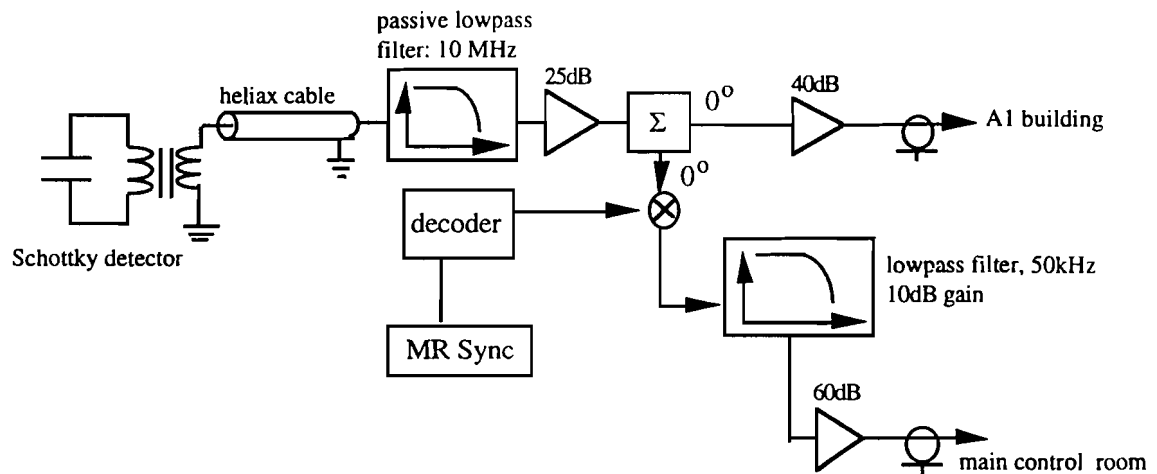 passive lowpass
filter: 10 MHz
25dB
40dB
heliax cable
Σ
0°
A1 building
0°
decoder
Schottky detector
lowpass filter, 50kHz
10dB gain
MR Sync
60dB
main control room